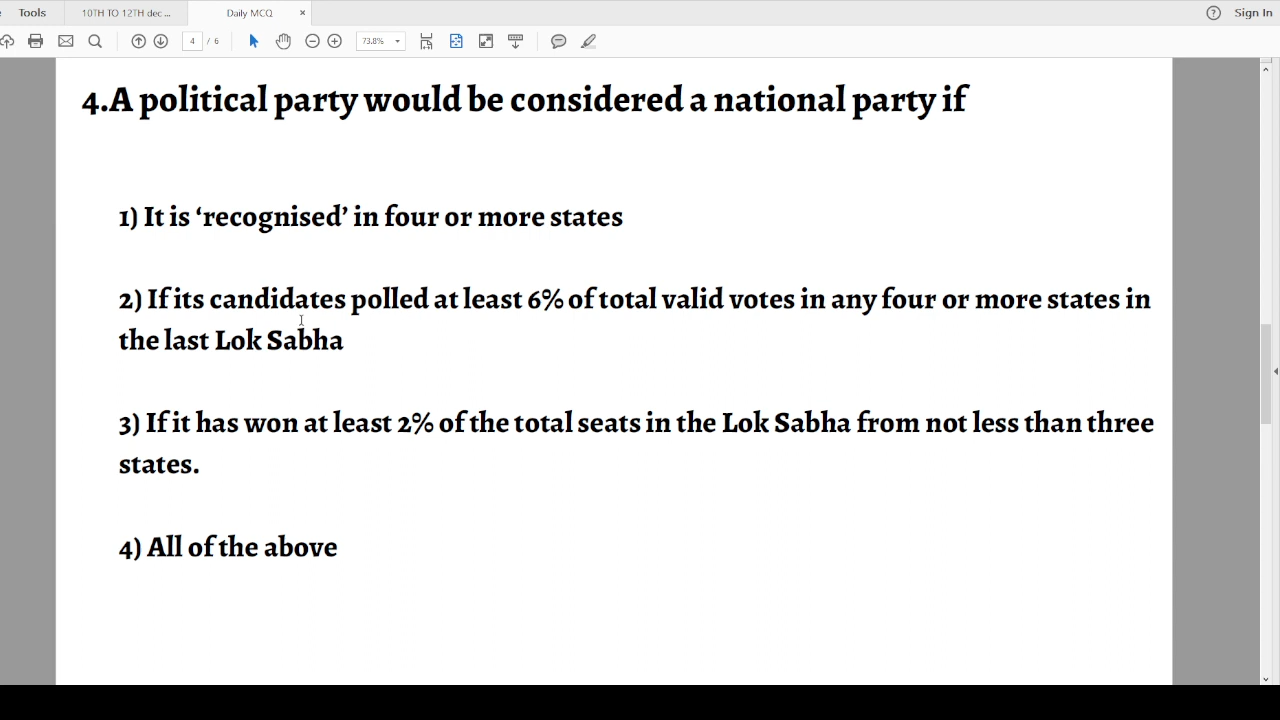 Tools
10TH TO 12TH dec ...
Daily MCQ
Sign In
4 / 6
73.8%
4.A political party would be considered a national party if
1) It is ‘recognised’ in four or more states
2) If its candidates polled at least 6% of total valid votes in any four or more states in
the last Lok Sabha
3) If it has won at least 2% of the total seats in the Lok Sabha from not less than three
states.
4) All of the above